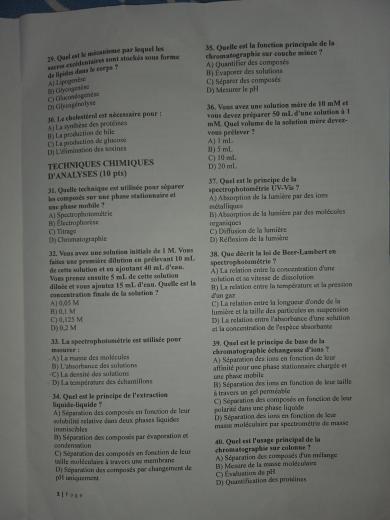 29. Quel est le mécanisme par lequel les
sucres excédentaires sont stockés sous forme
de lipides dans le corps ?
A) Lipogenèse
B) Glycogenèse
C) Gluconéogenèse
D) Glycogénolyse
30. Le cholestérol est nécessaire pour :
A) La synthèse des protéines
B) La production de bile
C) La production de glucose
D) L'élimination des toxines
TECHNIQUES CHIMIQUES
D'ANALYSES (10 pts)
31. Quelle technique est utilisée pour séparer
les composés sur une phase stationnaire et
une phase mobile ?
A) Spectrophotométrie
B) Électrophorèse
C) Titrage
D) Chromatographie
32. Vous avez une solution initiale de 1 M. Vous
faites une première dilution en prélevant 10 mL
de cette solution et en ajoutant 40 mL d'eau.
Vous prenez ensuite 5 mL de cette solution
diluée et vous ajoutez 15 mL d'eau. Quelle est la
concentration finale de la solution ?
A) 0,05 M
B) 0,1 M
C) 0,125 M
D) 0,2 M
33. La spectrophotométrie est utilisée pour
mesurer :
A) La masse des molécules
B) L'absorbance des solutions
C) La densité des solutions
D) La température des échantillons
34. Quel est le principe de l'extraction
liquide-liquide ?
A) Séparation des composés en fonction de leur
solubilité relative dans deux phases liquides
immiscibles
B) Séparation des composés par évaporation et
condensation
C) Séparation des composés en fonction de leur
taille moléculaire à travers une membrane
D) Séparation des composés par changement de
pH uniquement
35. Quelle est la fonction principale de la
chromatographie sur couche mince ?
A) Quantifier des composés
B) Évaporer des solutions
C) Séparer des composés
D) Mesurer le pH
36. Vous avez une solution mère de 10 mM et
vous devez préparer 50 mL d'une solution à 1
mM. Quel volume de la solution mère devez-
vous prélever ?
A) 1 mL
B) 5 mL
C) 10 mL
D) 20 mL
37. Quel est le principe de la
spectrophotométrie UV-Vis ?
A) Absorption de la lumière par des ions
métalliques
B) Absorption de la lumière par des molécules
organiques
C) Diffusion de la lumière
D) Réflexion de la lumière
38. Que décrit la loi de Beer-Lambert en
spectrophotométrie ?
A) La relation entre la concentration d'une
solution et sa vitesse de dissolution
B) La relation entre la température et la pression
d'un gaz
C) La relation entre la longueur d'onde de la
lumière et la taille des particules en suspension
D) La relation entre l'absorbance d'une solution
et la concentration de l'espèce absorbante
39. Quel est le principe de base de la
chromatographie échangeuse d'ions ?
A) Séparation des ions en fonction de leur
affinité pour une phase stationnaire chargée et
une phase mobile
B) Séparation des ions en fonction de leur taille
à travers un gel perméable
C) Séparation des composés en fonction de leur
polarité dans une phase liquide
D) Séparation des ions en fonction de leur
masse moléculaire par spectrométrie de masse
40. Quel est l'usage principal de la
chromatographie sur colonne ?
A) Séparation des composés d'un mélange
B) Mesure de la masse moléculaire
C) Évaluation du pH
D) Quantification des protéines